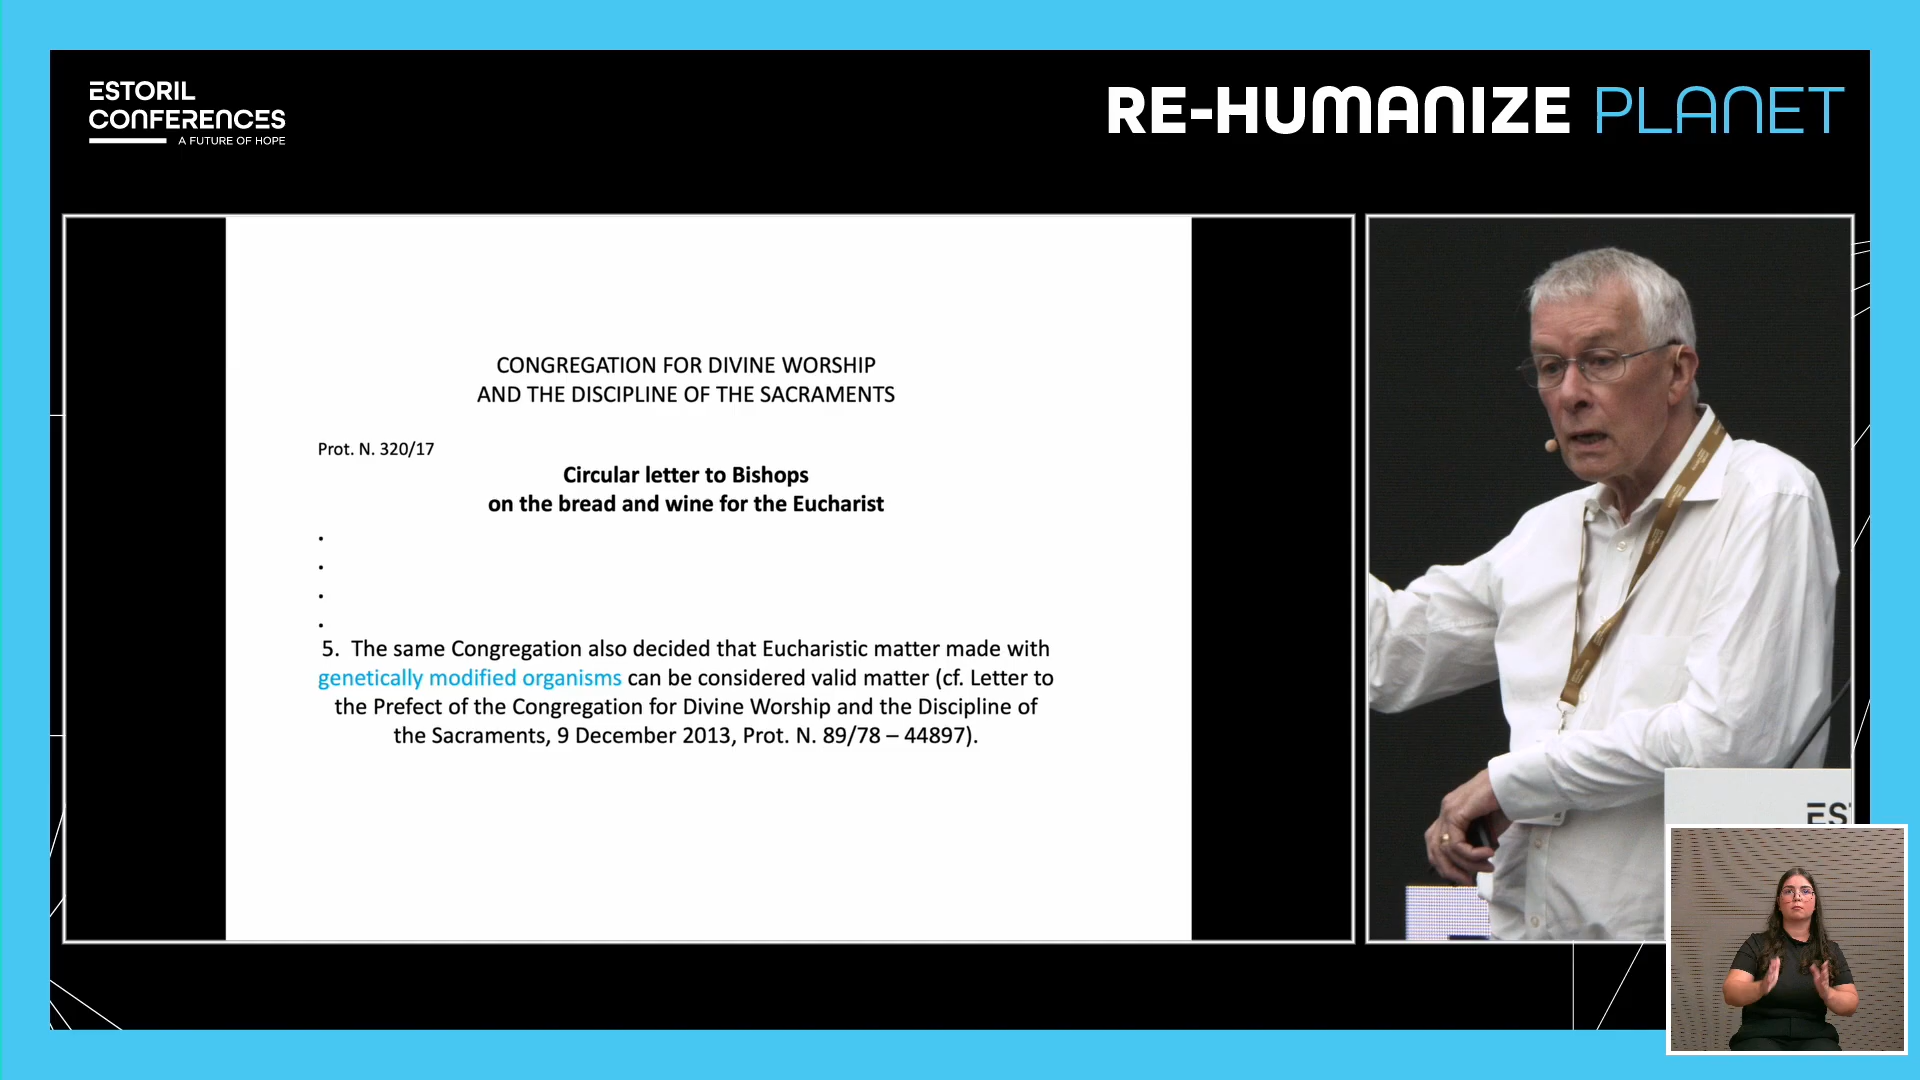 ESTORIL
CONFERENCES
A FUTURE OF HOPE
RE-HUMANIZE PLANET
CONGREGATION FOR DIVINE WORSHIP
AND THE DISCIPLINE OF THE SACRAMENTS
Prot. N. 320/17
Circular letter to Bishops
on the bread and wine for the Eucharist
.
.
.
.
5. The same Congregation also decided that Eucharistic matter made with
genetically modified organisms can be considered valid matter (cf. Letter to
the Prefect of the Congregation for Divine Worship and the Discipline of
the Sacraments, 9 December 2013, Prot. N. 89/78 – 44897).
ES